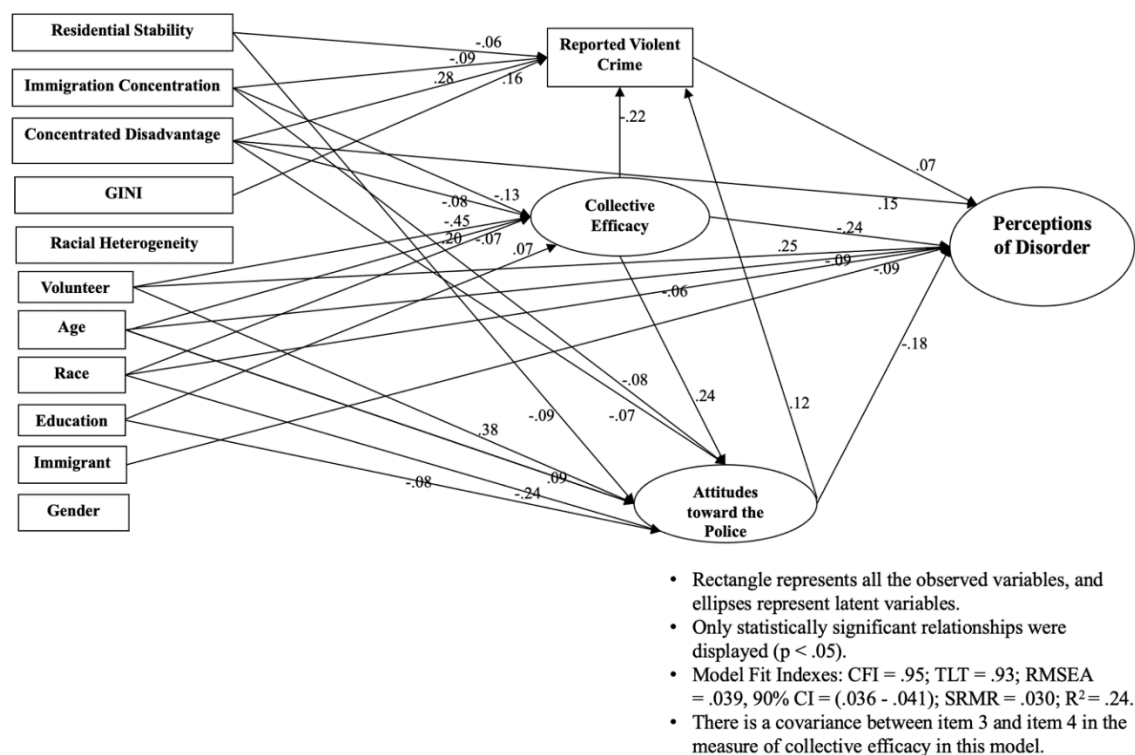 Residential Stability
Immigration Concentration
Concentrated Disadvantage
GINI
Racial Heterogeneity
Volunteer
Age
Race
Education
Immigrant
Gender
Reported Violent
Crime
Collective
Efficacy
Attitudes
toward the
Police
Perceptions
of Disorder
-.06
-.09
.28
.16
-.22
.07
-.13
-.08
.15
-.45
-.24
.20
-.07
.07
.25
-.09
-.09
-.06
-.18
-.08
.24
-.09
-.07
.12
.38
.09
-.08
-.24
• Rectangle represents all the observed variables, and
ellipses represent latent variables.
• Only statistically significant relationships were
displayed (p < .05).
• Model Fit Indexes: CFI = .95; TLT = .93; RMSEA
= .039, 90% CI = (.036 - .041); SRMR = .030; R² = .24.
• There is a covariance between item 3 and item 4 in the
measure of collective efficacy in this model.